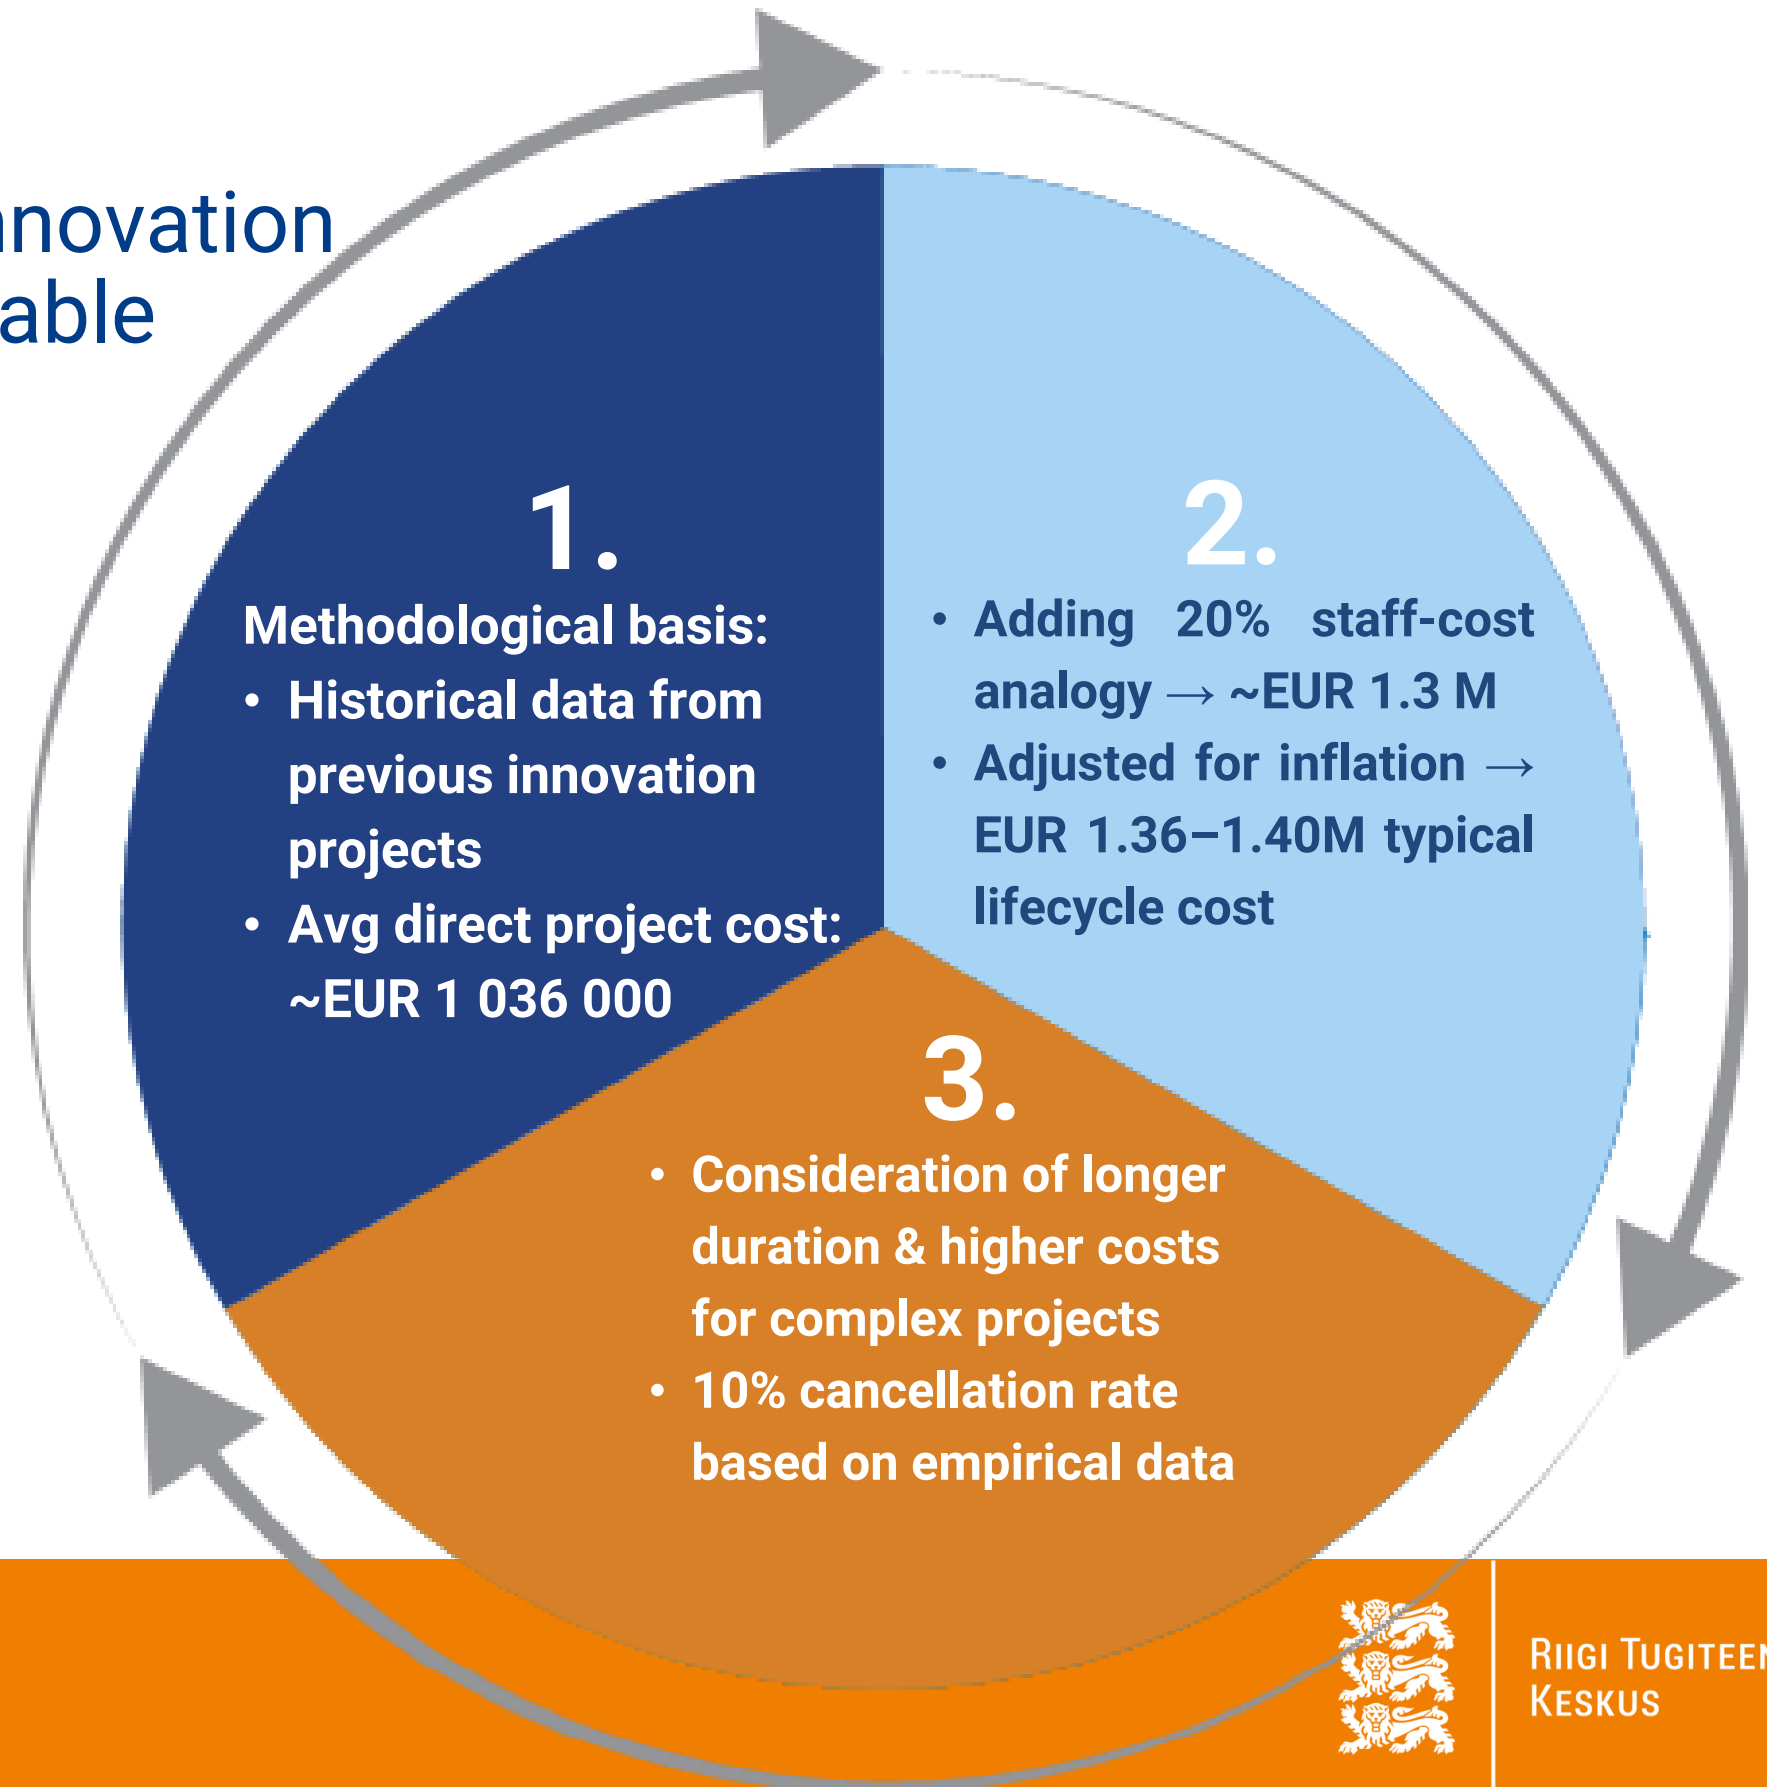 able
1.
Methodological basis:
• Historical data from
previous innovation
projects
• Avg direct project cost:
~EUR 1 036 000
2.
• Adding 20% staff-cost
analogy → ~EUR 1.3 M
• Adjusted for inflation →
EUR 1.36–1.40M typical
lifecycle cost
3.
• Consideration of longer
duration & higher costs
for complex projects
• 10% cancellation rate
based on empirical data
RIIGI
KESKUS